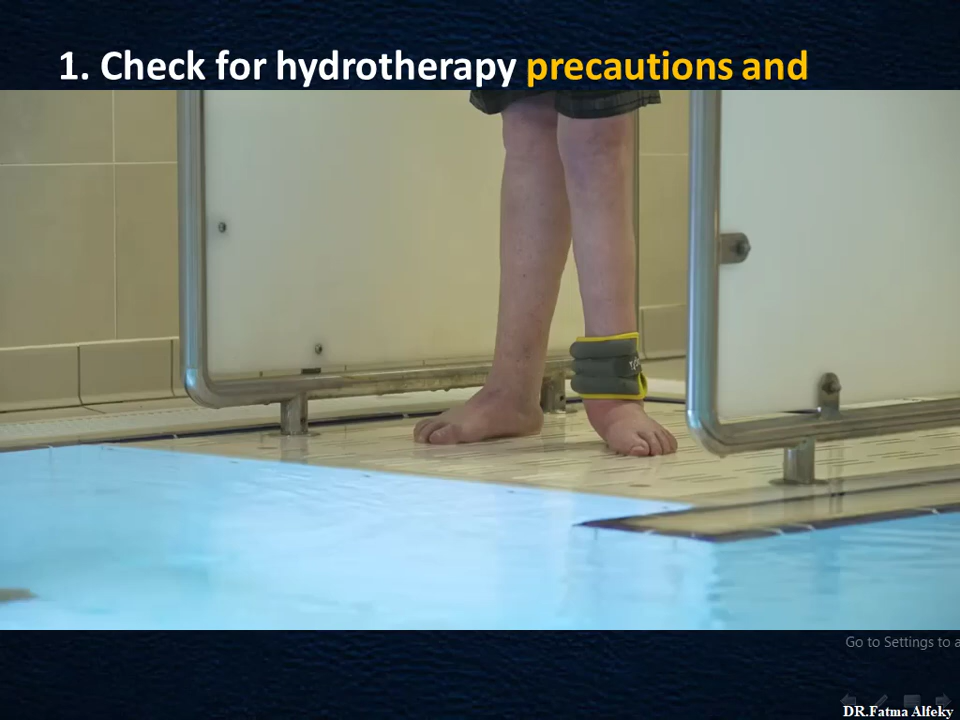 1. Check for hydrotherapy precautions and
Go to Settings to a
DR.Fatma Alfeky